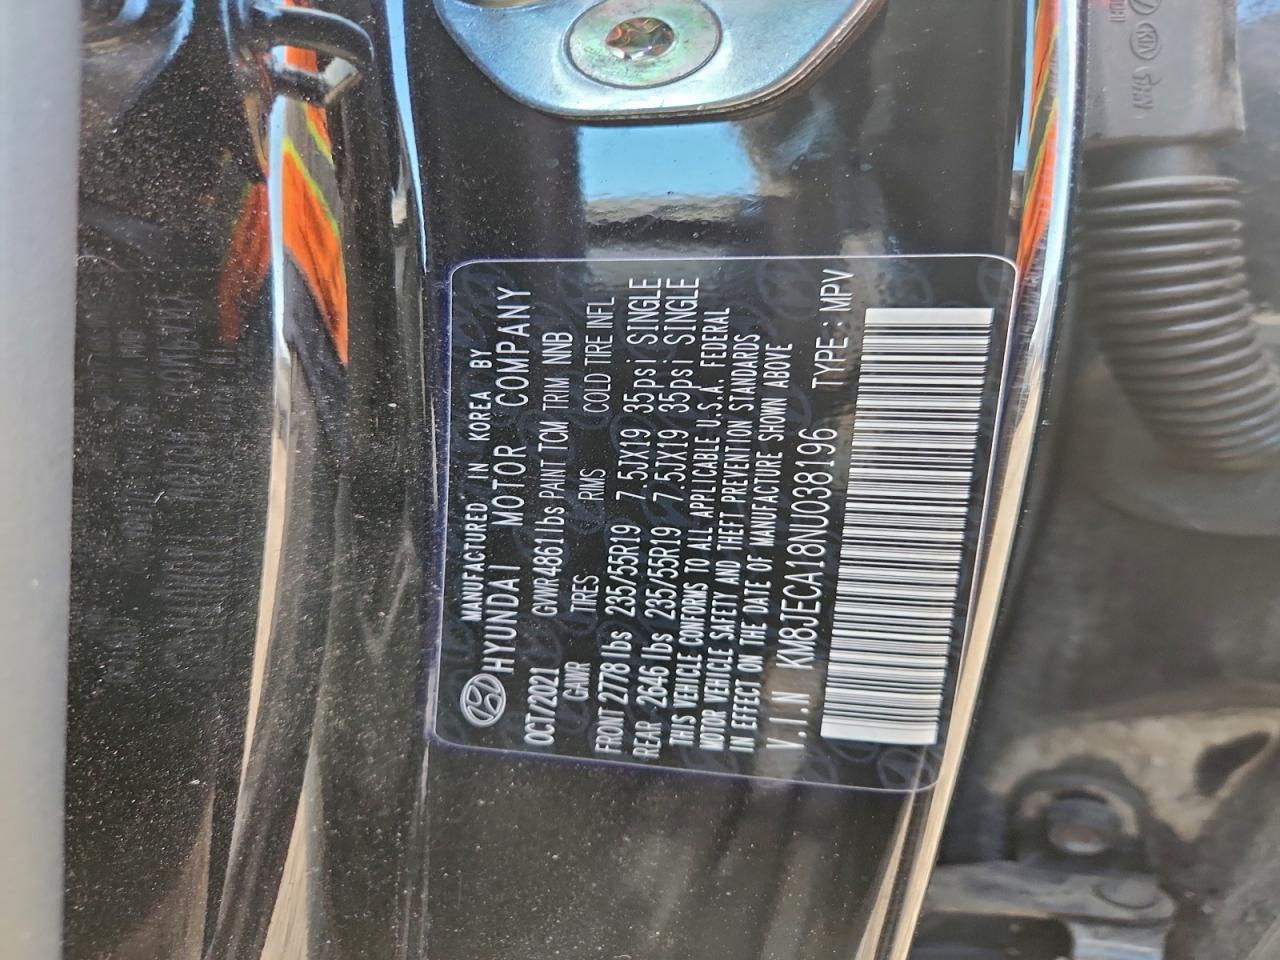 MANUFACTURED IN KOREA BY
HYUNDAI MOTOR COMPANY
OCT/2021 GVWR4861lbs PAINT TCM TRIM NNB
GAWR TIRES RIMS COLD TIRE INFL
FRONT 2778 lbs 235/55R19 7.5JX19 35psi SINGLE
REAR 2646 lbs 235/55R19 7.5JX19 35psi SINGLE
THIS VEHICLE CONFORMS TO ALL APPLICABLE U.S.A. FEDERAL
MOTOR VEHICLE SAFETY AND THEFT PREVENTION STANDARDS
IN EFFECT ON THE DATE OF MANUFACTURE SHOWN ABOVE
V.I.N KM8JECA18NU038196 TYPE:MPV
KIA